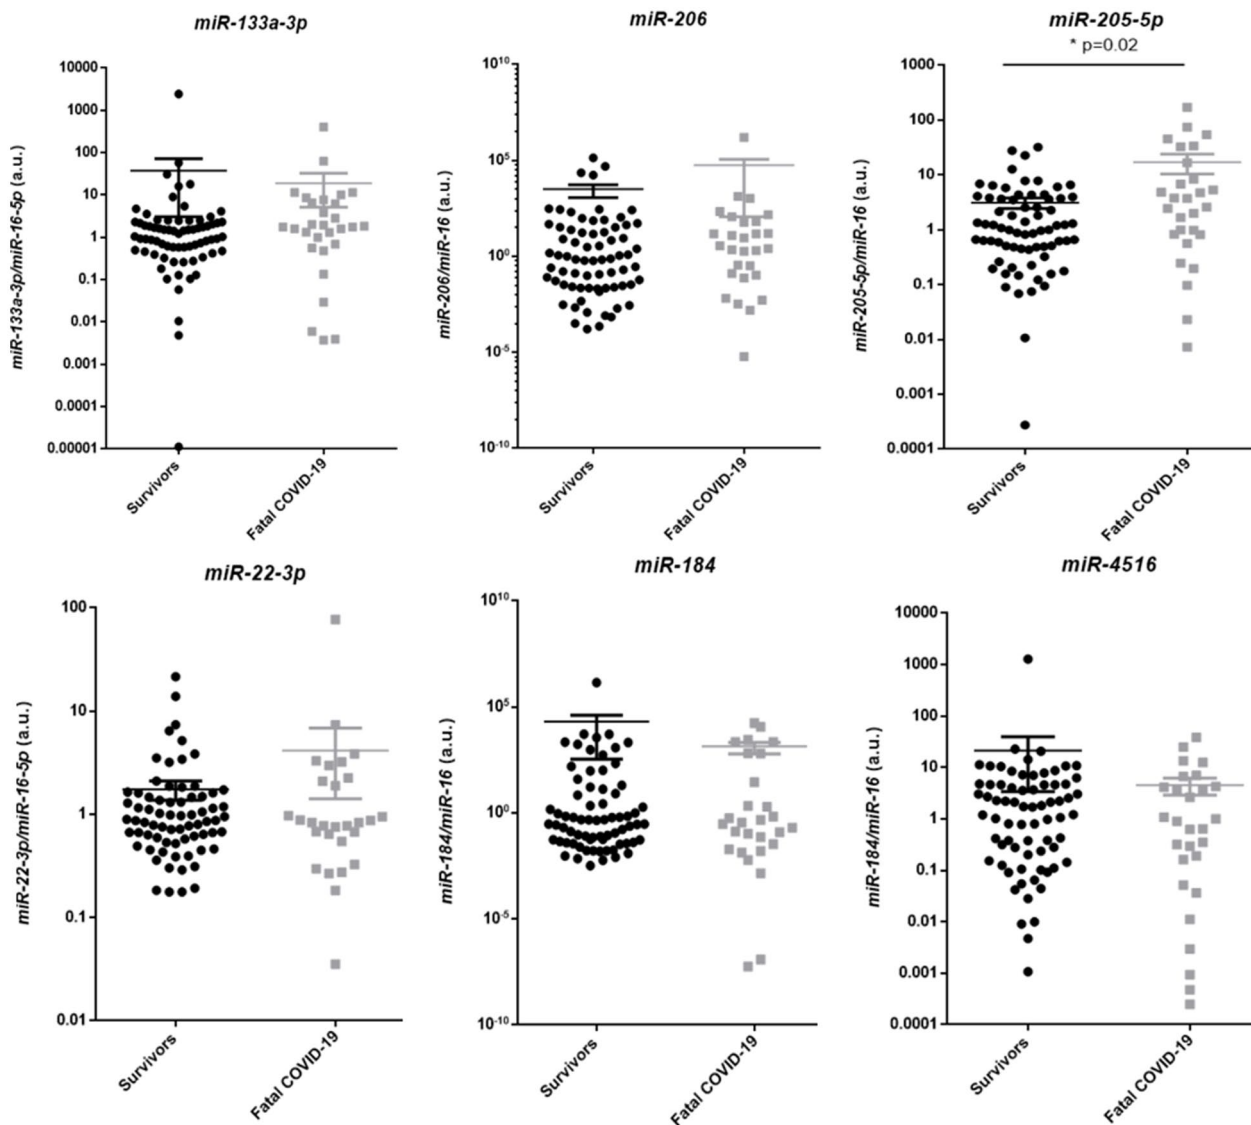 miR-133a-3p
miR-133a-3p/miR-16-5p (a.u.)
10000
1000
100
10
1
0.1
0.01
0.001
0.0001
0.00001
Survivors
Fatal COVID-19
miR-206
miR-206/miR-16 (a.u.)
10^10
10^5
10^0
10^-5
10^-10
Survivors
Fatal COVID-19
miR-205-5p
* p=0.02
miR-205-5p/miR-16 (a.u.)
1000
100
10
1
0.1
0.01
0.001
0.0001
Survivors
Fatal COVID-19
miR-22-3p
miR-22-3p/miR-16-5p (a.u.)
100
10
1
0.1
0.01
Survivors
Fatal COVID-19
miR-184
miR-184/miR-16 (a.u.)
10^10
10^5
10^0
10^-5
10^-10
Survivors
Fatal COVID-19
miR-4516
miR-184/miR-16 (a.u.)
10000
1000
100
10
1
0.1
0.01
0.001
0.0001
Survivors
Fatal COVID-19